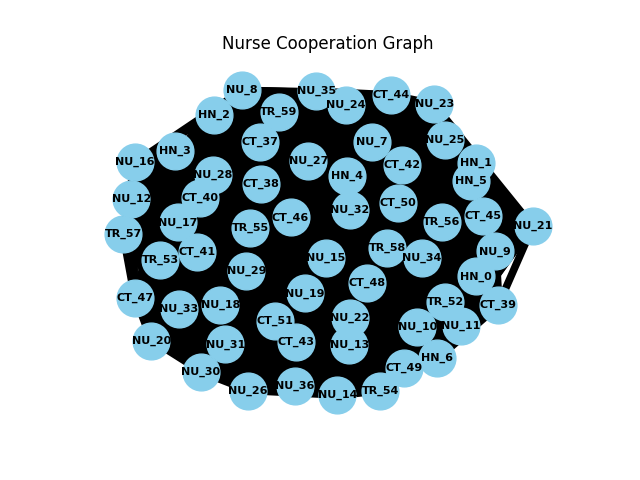 Nurse Cooperation Graph
NU_8
NU_35
CT_44
NU_23
NU_24
HN_2
TR_59
NU_25
CT_37
NU_7
HN_3
NU_16
NU_27
HN_1
CT_42
NU_28
HN_4
HN_5
CT_38
NU_12
CT_40
CT_50
NU_32
CT_46
CT_45
NU_17
TR_56
NU_21
TR_55
TR_57
TR_58
NU_9
CT_41
TR_53
NU_15
NU_34
NU_29
HN_0
CT_48
NU_19
CT_47
TR_52
CT_39
NU_18
NU_33
NU_22
CT_51
NU_11
NU_10
NU_20
CT_43
NU_31
NU_13
HN_6
CT_49
NU_30
NU_36
NU_26
TR_54
NU_14